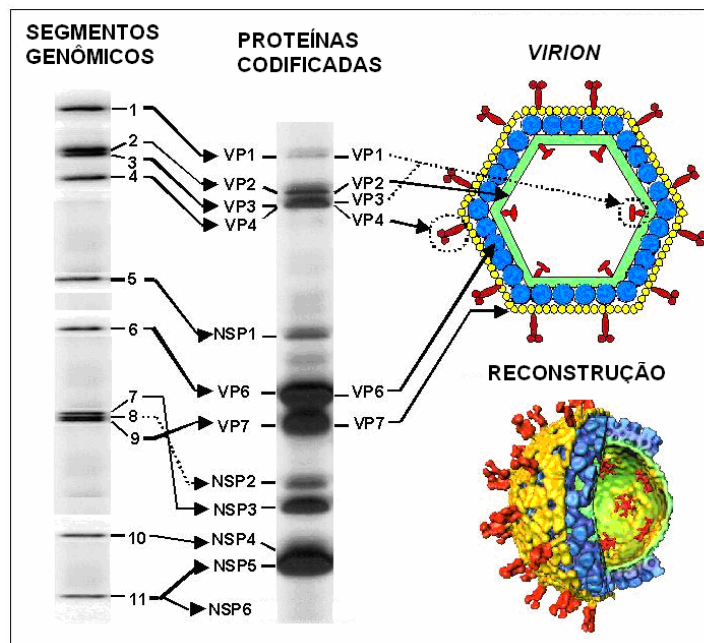 SEGMENTOS
GENÔMICOS
PROTEÍNAS
CODIFICADAS
VIRION
1
2
3
4
5
6
7
8
9
10
11
VP1
VP2
VP3
VP4
NSP1
VP6
VP7
NSP2
NSP3
NSP4
NSP5
NSP6
VP1
VP2
VP3
VP4
VP6
VP7
RECONSTRUÇÃO